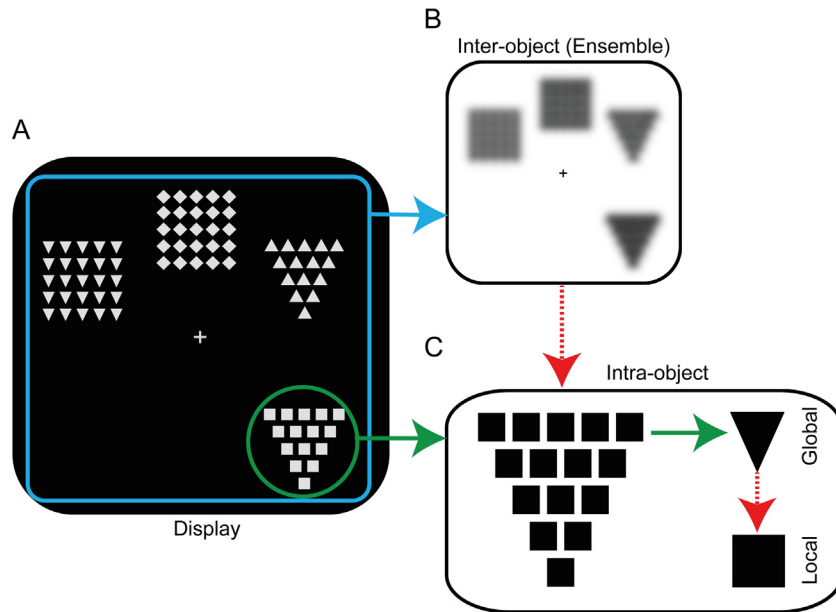 A
Display
B
Inter-object (Ensemble)
C
Intra-object
Global
Local